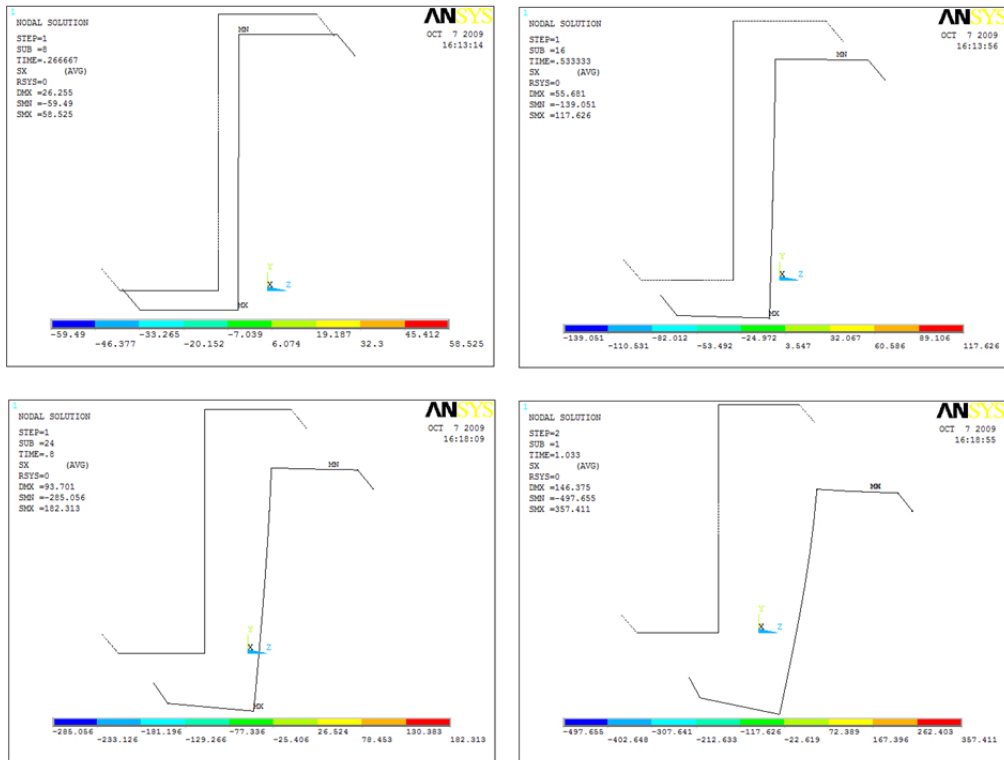 1
NODAL SOLUTION
STEP=1
SUB =8
TIME=.266667
SX (AVG)
RSYS=0
DMX=26.255
SMN =-59.49
SMX =58.525
ANSYS
OCT 7 2009
16:13:14
MN
Y
X Z
MX
-59.49 -33.265 -7.039 19.187 45.412
-46.377 -20.152 6.074 32.3 58.525
1
NODAL SOLUTION
STEP=1
SUB =16
TIME=.533333
SX (AVG)
RSYS=0
DMX=55.681
SMN =-139.051
SMX =117.626
ANSYS
OCT 7 2009
16:13:56
MN
Y
X Z
MX
-139.051 -82.012 -24.972 32.067 89.106
-110.531 -53.492 3.547 60.586 117.626
1
NODAL SOLUTION
STEP=1
SUB =24
TIME=.8
SX (AVG)
RSYS=0
DMX=93.701
SMN =-285.056
SMX =182.313
ANSYS
OCT 7 2009
16:18:09
MN
Y
X Z
MX
-285.056 -181.196 -77.336 26.524 130.383
-233.126 -129.266 -25.406 78.453 182.313
1
NODAL SOLUTION
STEP=2
SUB =1
TIME=1.033
SX (AVG)
RSYS=0
DMX=146.375
SMN =-497.655
SMX =357.411
ANSYS
OCT 7 2009
16:18:55
MN
Y
X Z
-497.655 -307.641 -117.626 72.389 262.403
-402.648 -212.633 -22.619 167.396 357.411